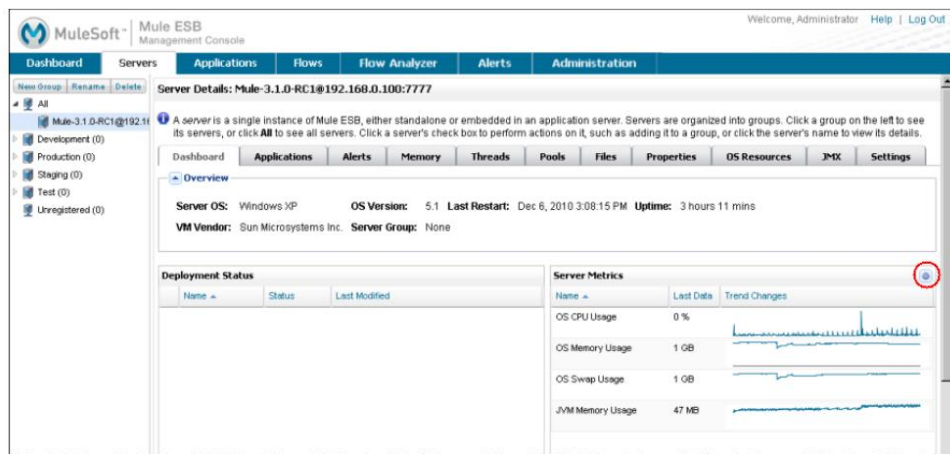 MuleSoft™ Mule ESB
Management Console
Welcome, Administrator Help | Log Out
Dashboard Servers Applications Flows Flow Analyzer Alerts Administration
New Group Rename Delete
All
Mule-3.1.0-RC1@192.16
Development (0)
Production (0)
Staging (0)
Test (0)
Unregistered (0)
Server Details: Mule-3.1.0-RC1@192.168.0.100:7777
A server is a single instance of Mule ESB, either standalone or embedded in an application server. Servers are organized into groups. Click a group on the left to see
its servers, or click All to see all servers. Click a server's check box to perform actions on it, such as adding it to a group, or click the server's name to view its details.
Dashboard Applications Alerts Memory Threads Pools Files Properties OS Resources JMX Settings
Overview
Server OS: Windows XP OS Version: 5.1 Last Restart: Dec 6, 2010 3:08:15 PM Uptime: 3 hours 11 mins
VM Vendor: Sun Microsystems Inc. Server Group: None
Deployment Status
Name Status Last Modified
Server Metrics
Name Last Data Trend Changes
OS CPU Usage 0 %
OS Memory Usage 1 GB
OS Swap Usage 1 GB
JVM Memory Usage 47 MB